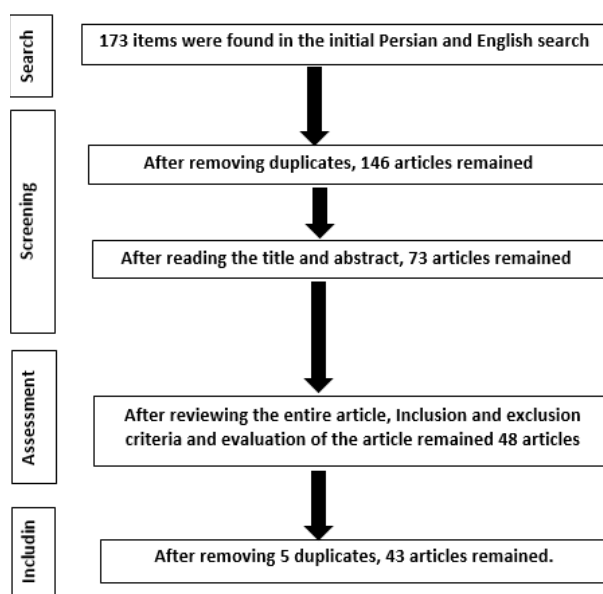 Search
173 items were found in the initial Persian and English search
Screening
After removing duplicates, 146 articles remained
After reading the title and abstract, 73 articles remained
Assessment
After reviewing the entire article, Inclusion and exclusion
criteria and evaluation of the article remained 48 articles
Includin
After removing 5 duplicates, 43 articles remained.